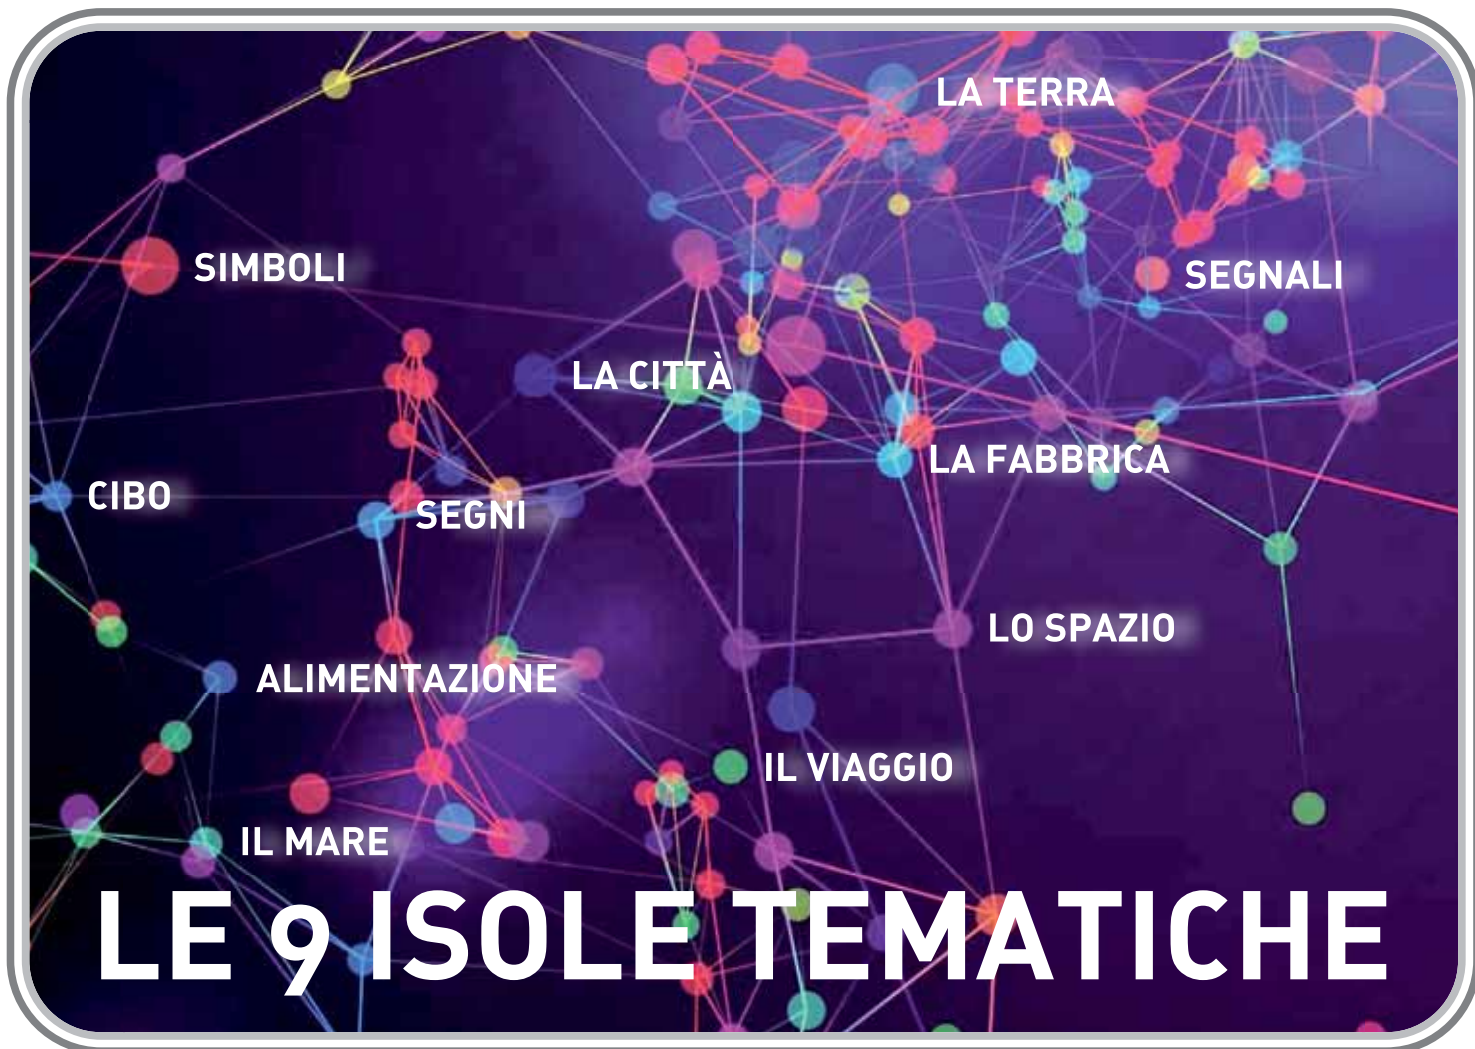 LA TERRA
SIMBOLI
SEGNALI
LA CITTÀ
LA FABBRICA
CIBO
SEGNI
LO SPAZIO
ALIMENTAZIONE
IL VIAGGIO
IL MARE
LE 9 ISOLE TEMATICHE